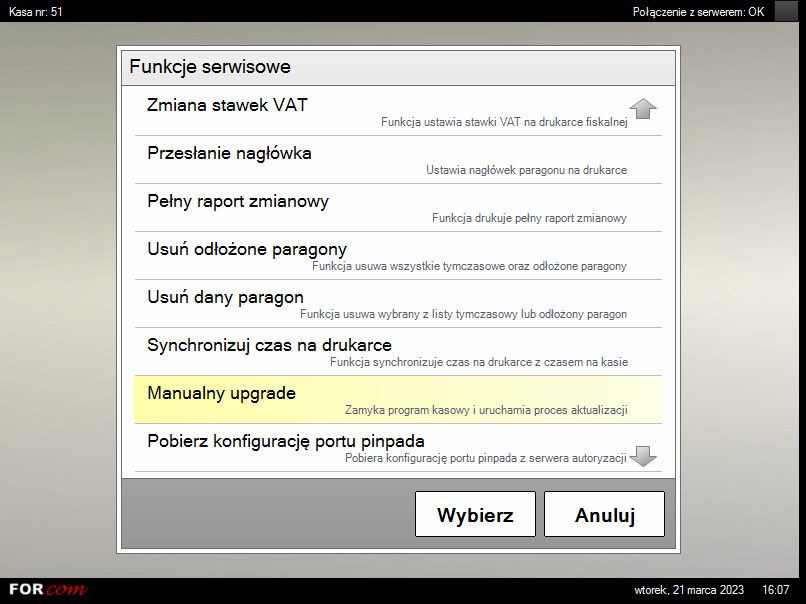 Kasa nr: 51
Połączenie z serwerem: OK
Funkcje serwisowe
Zmiana stawek VAT
Funkcja ustawia stawki VAT na drukarce fiskalnej
Przesłanie nagłówka
Ustawia nagłówek paragonu na drukarce
Pełny raport zmianowy
Funkcja drukuje pełny raport zmianowy
Usuń odłożone paragony
Funkcja usuwa wszystkie tymczasowe oraz odłożone paragony
Usuń dany paragon
Funkcja usuwa wybrany z listy tymczasowy lub odłożony paragon
Synchronizuj czas na drukarce
Funkcja synchronizuje czas na drukarce z czasem na kasie
Manualny upgrade
Zamyka program kasowy i uruchamia proces aktualizacji
Pobierz konfigurację portu pinpada
Pobiera konfigurację portu pinpada z serwera autoryzacji
Wybierz
Anuluj
FORcom
wtorek, 21 marca 2023
16:07